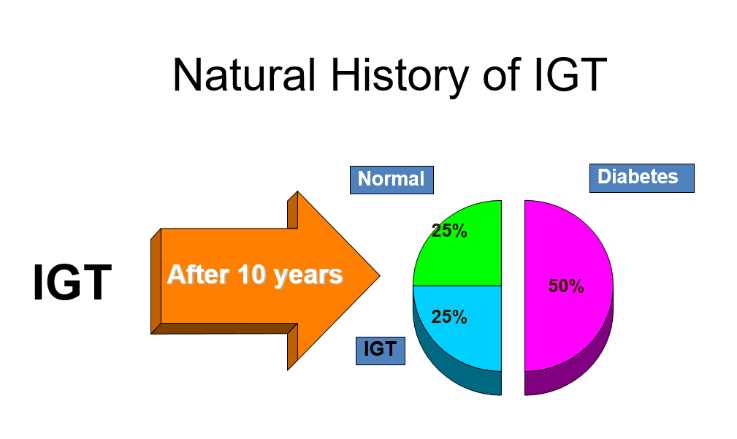 Natural History of IGT
Normal
Diabetes
25%
IGT
After 10 years
50%
25%
IGT